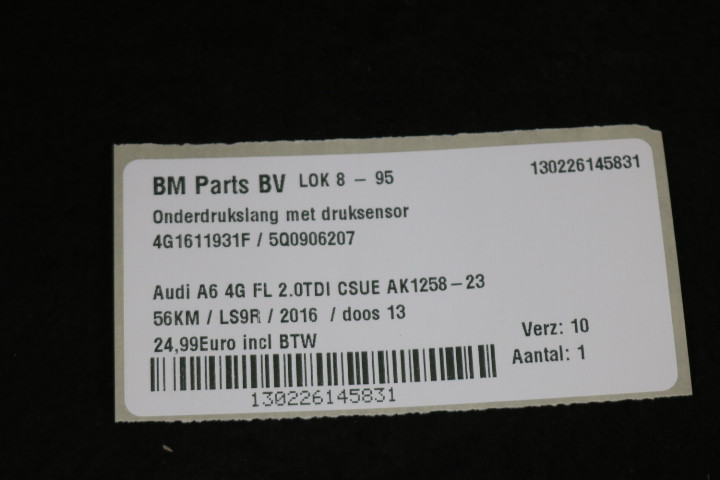 BM Parts BV LOK 8 - 95 130226145831
Onderdrukslang met druksensor
4G1611931F / 5Q0906207
Audi A6 4G FL 2.0TDI CSUE AK1258-23
56KM / LS9R / 2016 / doos 13
24,99Euro incl BTW
Verz: 10
Aantal: 1
130226145831